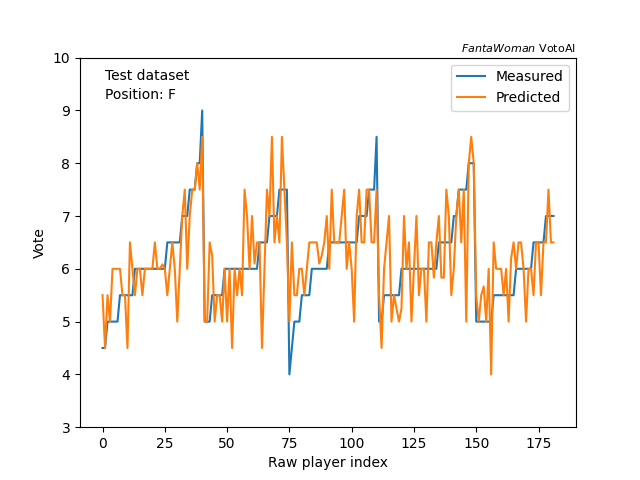 FantaWoman VotoAI
Test dataset
Position: F
Measured
Predicted
Vote
10
9
8
7
6
5
4
3
0 25 50 75 100 125 150 175
Raw player index